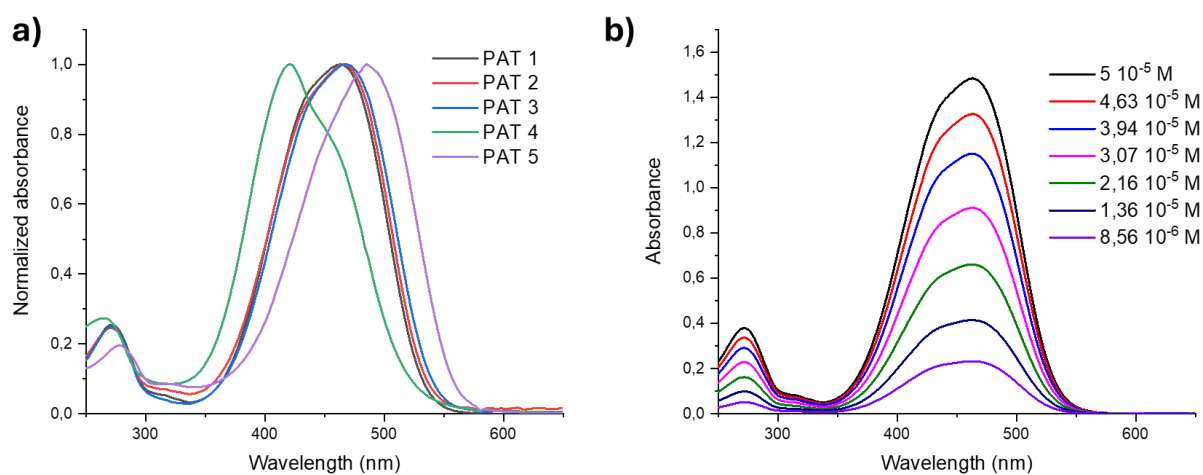 a)
Normalized absorbance
1,0
0,8
0,6
0,4
0,2
0,0
300
400
500
600
Wavelength (nm)
PAT 1
PAT 2
PAT 3
PAT 4
PAT 5
b)
Absorbance
1,6
1,4
1,2
1,0
0,8
0,6
0,4
0,2
0,0
300
400
500
600
Wavelength (nm)
5 10⁻⁵ M
4,63 10⁻⁵ M
3,94 10⁻⁵ M
3,07 10⁻⁵ M
2,16 10⁻⁵ M
1,36 10⁻⁵ M
8,56 10⁻⁶ M